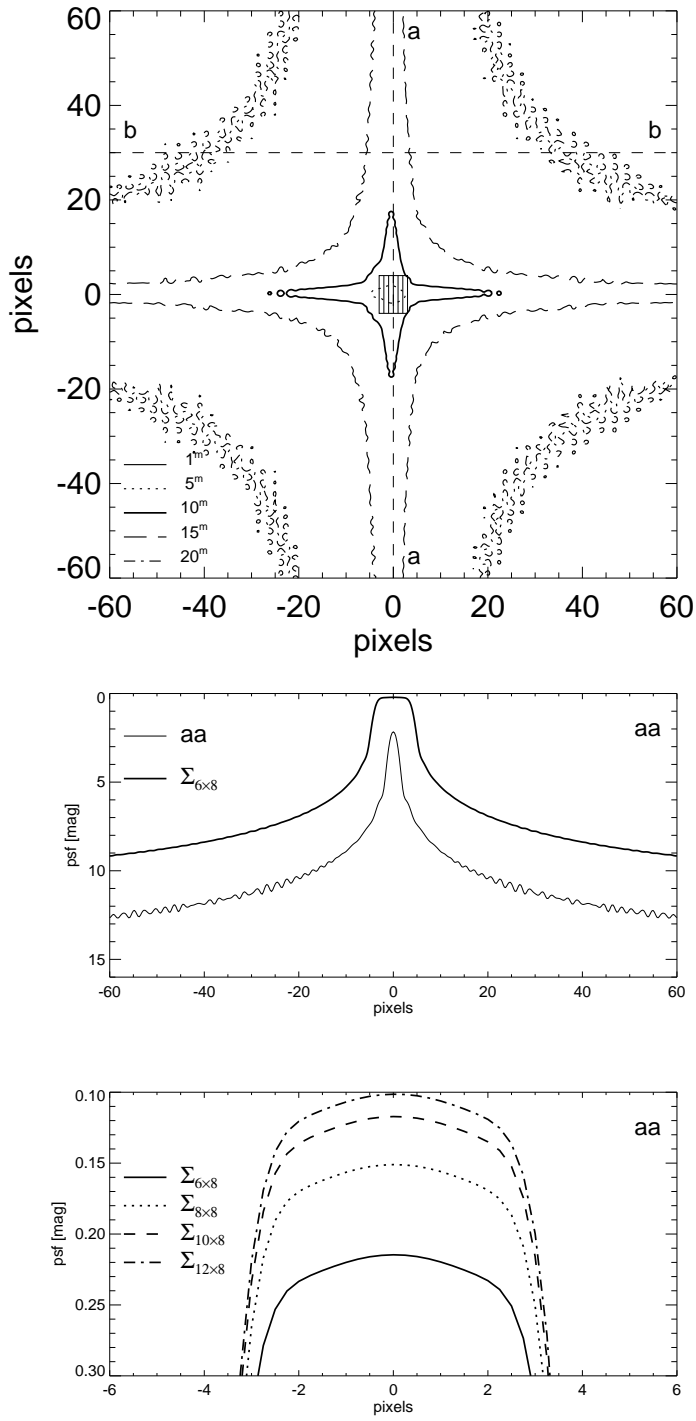 60
40
20
0
-20
-40
-60
pixels
a
b b
a
1m
5m
10m
15m
20m
-60 -40 -20 0 20 40 60
pixels
0
5
10
15
psf [mag]
aa
Σ6×8
aa
-60 -40 -20 0 20 40 60
pixels
0.10
0.15
0.20
0.25
0.30
psf [mag]
Σ6×8
Σ8×8
Σ10×8
Σ12×8
aa
-6 -4 -2 0 2 4 6
pixels